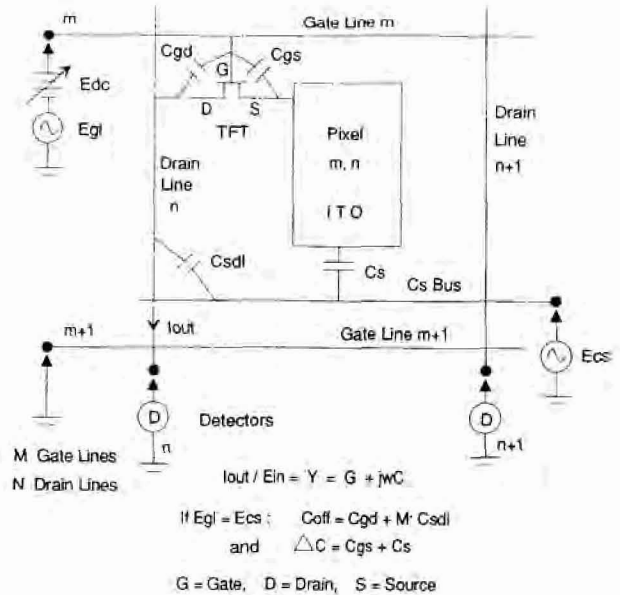 m
Gate Line m
Cgd
Cgs
G
D
S
TFT
Edc
Egl
Drain
Line
n
Pixel
m, n
I T O
Drain
Line
n+1
Csdl
Cs
Cs Bus
Iout
m+1
Gate Line m+1
Ecs
D
Detectors
D
n
n+1
M Gate Lines
N Drain Lines
Iout / Ein = Y = G + jwC
If Egl = Ecs : Coff = Cgd + M· Csdl
and △C = Cgs + Cs
G = Gate, D = Drain, S = Source